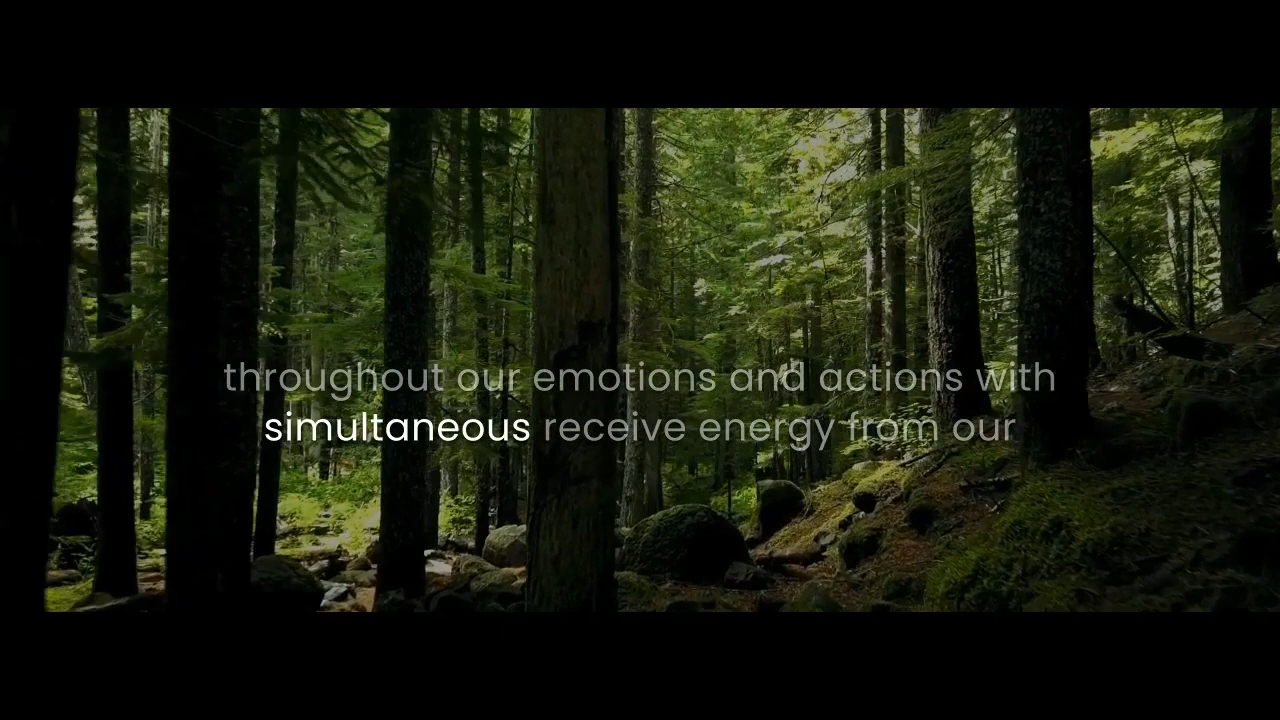 throughout our emotions and actions with
simultaneous receive energy from our